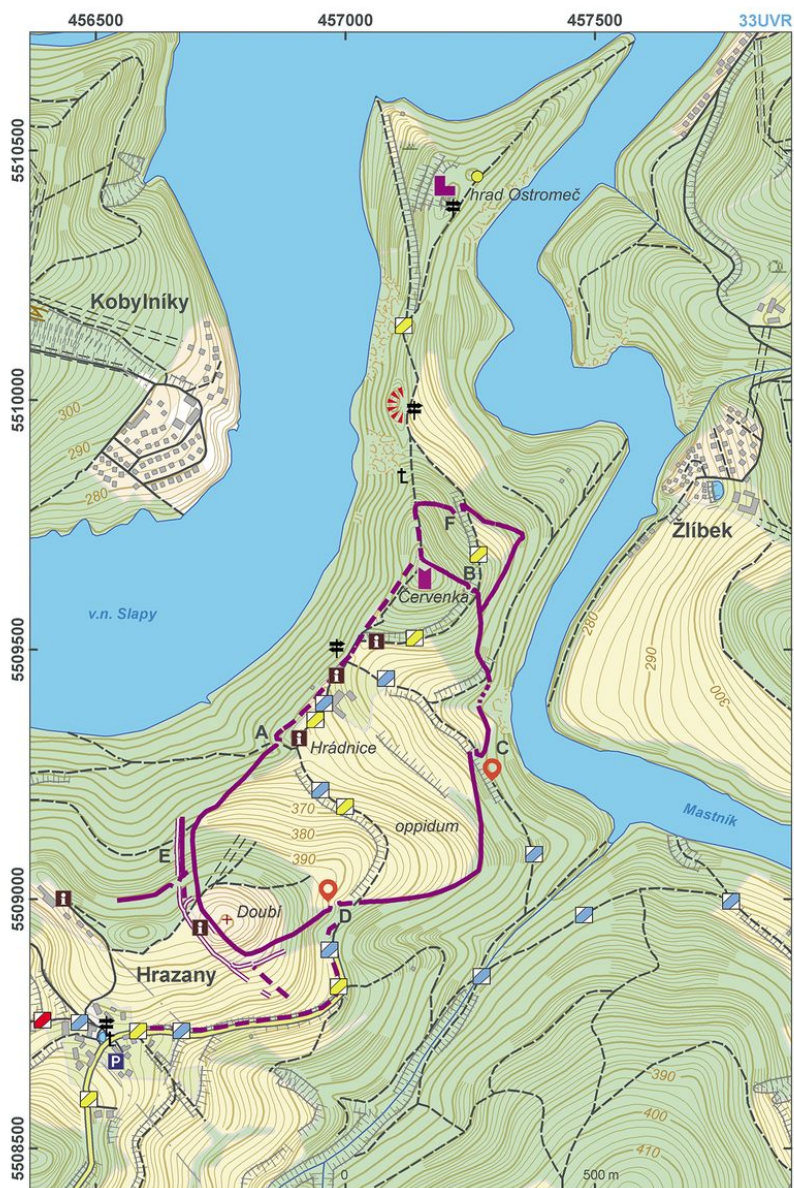 456500 457000 457500 33UVR
5510500
hrad Ostromeč
Kobylníky
5510000
300
290
280
F
Žlíbek
B
Červenka
280
290
300
v.n. Slapy
5509500
A
Hrádnice
C
370
380
390
oppidum
Mastník
E
5509000
Doubí
D
Hrazany
P
390
400
410
5508500
0 500 m